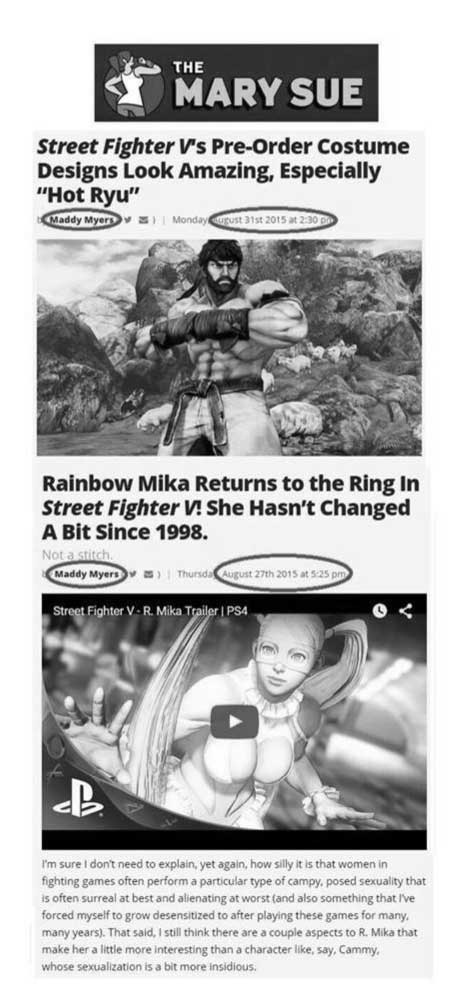 THE
MARY SUE
Street Fighter V's Pre-Order Costume
Designs Look Amazing, Especially
"Hot Ryu"
Maddy Myers ) | Monday, August 31st 2015 at 2:30 pm
Rainbow Mika Returns to the Ring In
Street Fighter V! She Hasn't Changed
A Bit Since 1998.
Not a stitch.
Maddy Myers ) | Thursday, August 27th 2015 at 5:25 pm
Street Fighter V - R. Mika Trailer | PS4
I'm sure I don't need to explain, yet again, how silly it is that women in
fighting games often perform a particular type of campy, posed sexuality that
is often surreal at best and alienating at worst (and also something that I've
forced myself to grow desensitized to after playing these games for many,
many years). That said, I still think there are a couple aspects to R. Mika that
make her a little more interesting than a character like, say, Cammy,
whose sexualization is a bit more insidious.